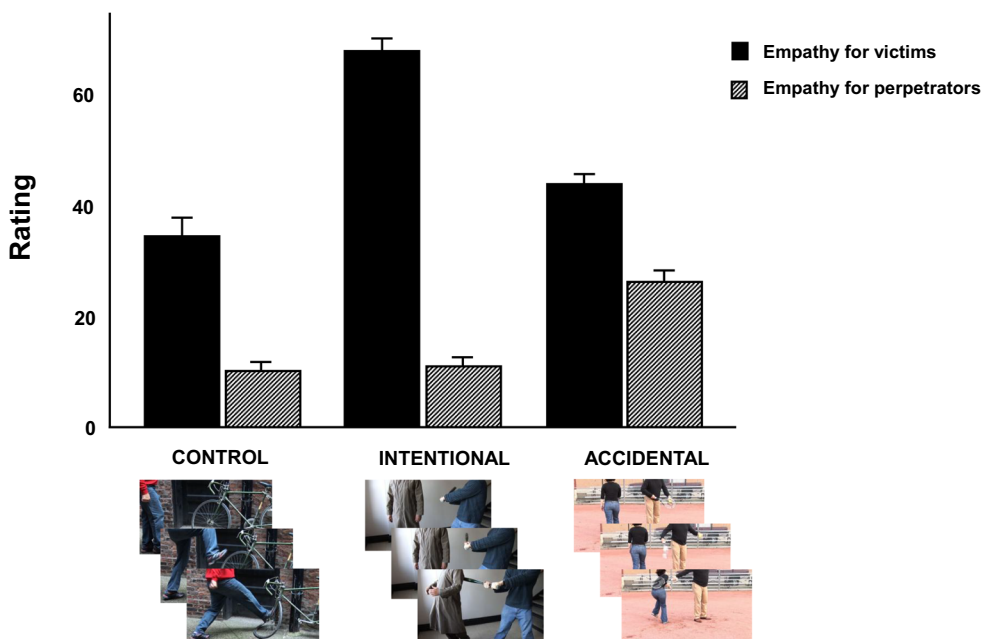 Empathy for victims
Empathy for perpetrators
Rating
60
40
20
0
CONTROL INTENTIONAL ACCIDENTAL